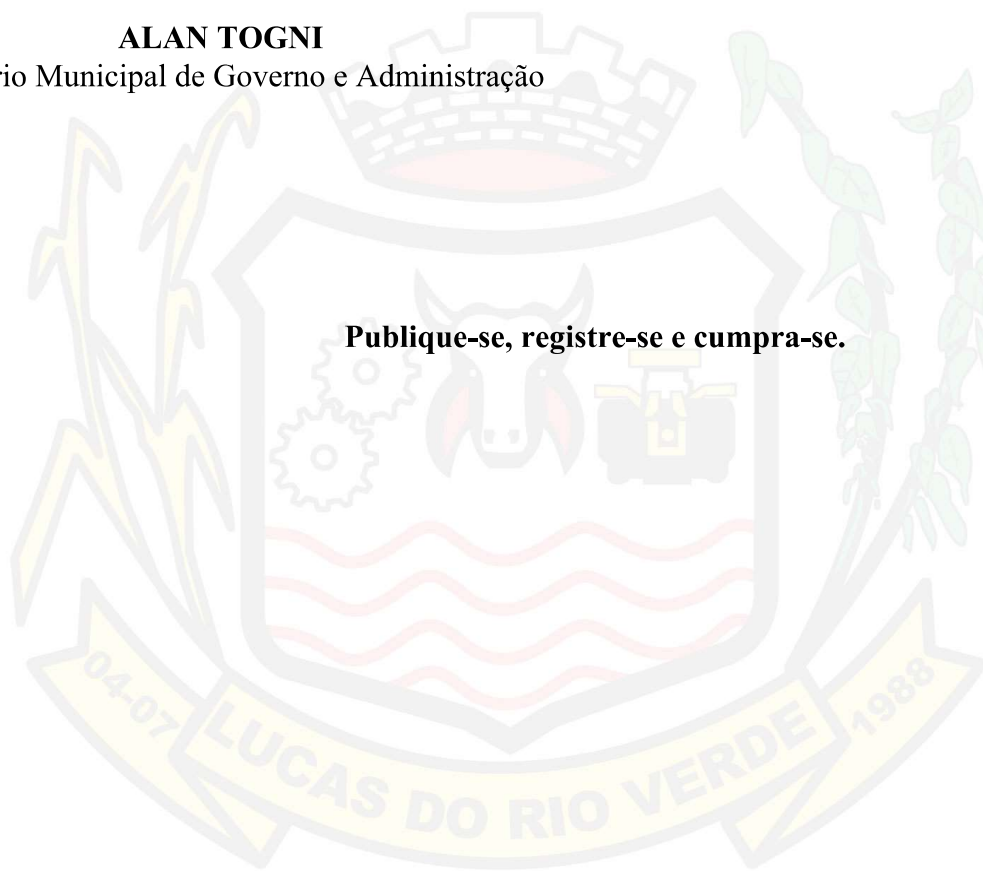 ALAN TOGNI
rio Municipal de Governo e Administração
Publique-se, registre-se e cumpra-se.
04-07 LUCAS DO RIO VERDE 1988